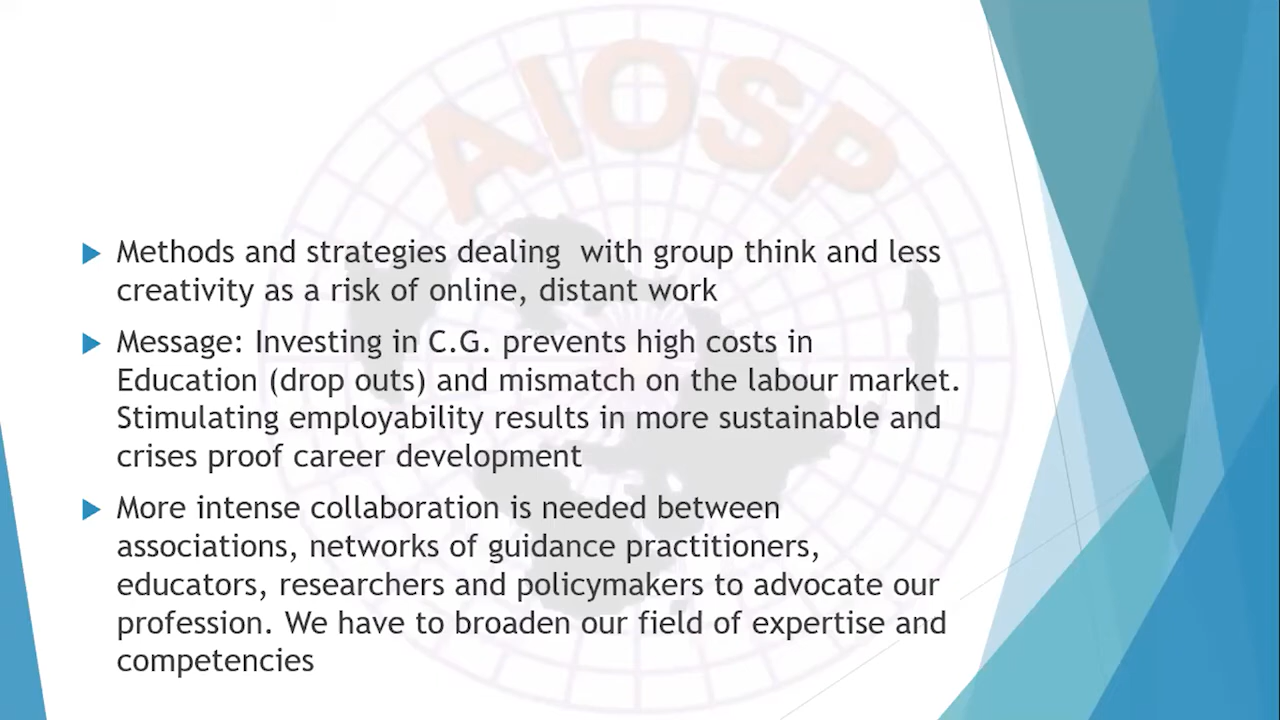 AIOSP
Methods and strategies dealing  with group think and less
creativity as a risk of online, distant work
Message: Investing in C.G. prevents high costs in
Education (drop outs) and mismatch on the labour market.
Stimulating employability results in more sustainable and
crises proof career development
More intense collaboration is needed between
associations, networks of guidance practitioners,
educators, researchers and policymakers to advocate our
profession. We have to broaden our field of expertise and
competencies